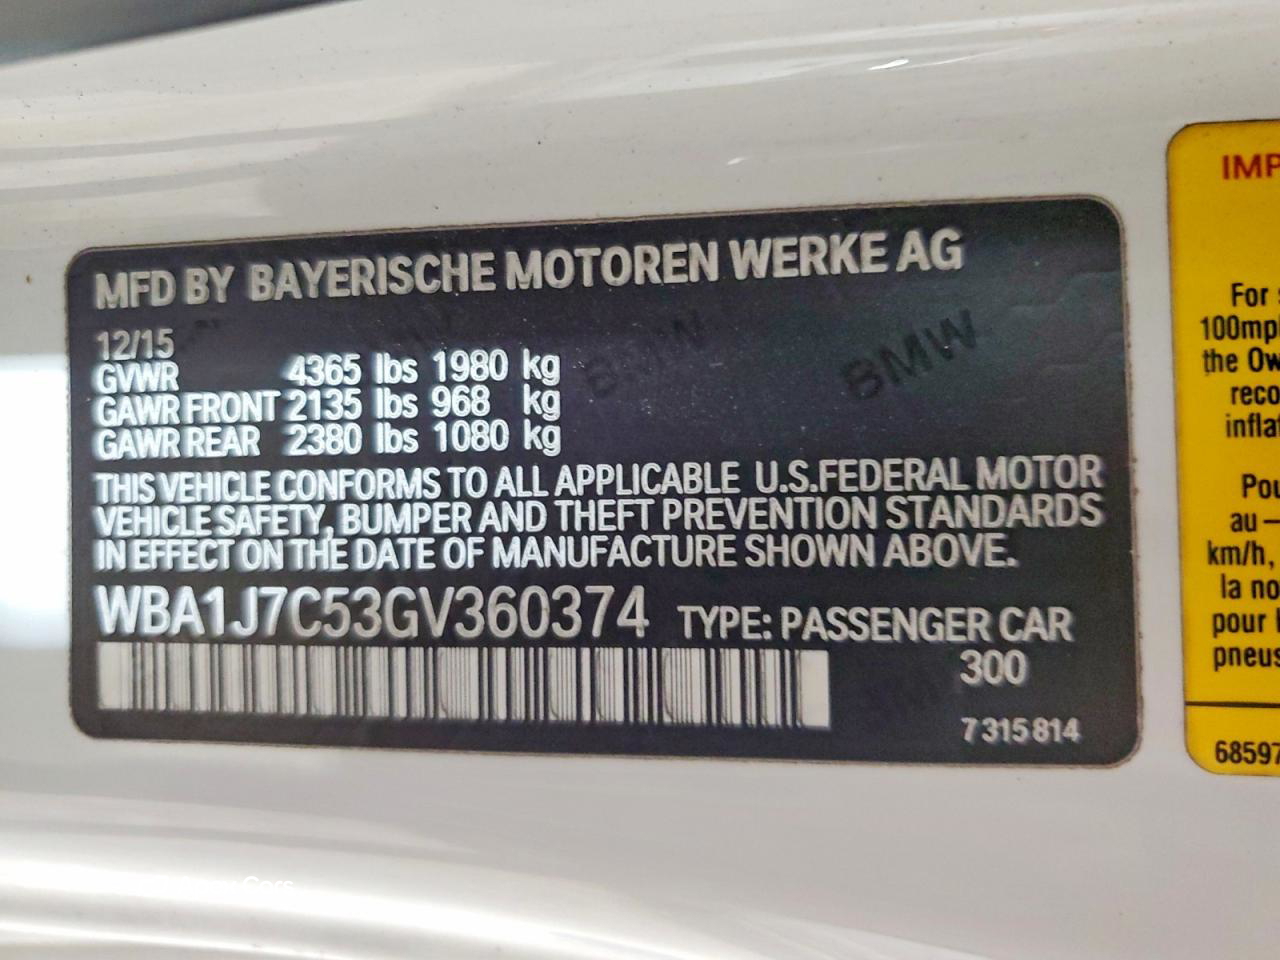 MFD BY BAYERISCHE MOTOREN WERKE AG
12/15
GVWR 4365 lbs 1980 kg
GAWR FRONT 2135 lbs 968 kg
GAWR REAR 2380 lbs 1080 kg
THIS VEHICLE CONFORMS TO ALL APPLICABLE U.S.FEDERAL MOTOR
VEHICLE SAFETY, BUMPER AND THEFT PREVENTION STANDARDS
IN EFFECT ON THE DATE OF MANUFACTURE SHOWN ABOVE.
WBA1J7C53GV360374 TYPE: PASSENGER CAR
300
7315814
BMW BMW
IMP
For
100mph
the Ow
reco
infla
Pou
au —
km/h,
la no
pour
pneus
68597
Cars